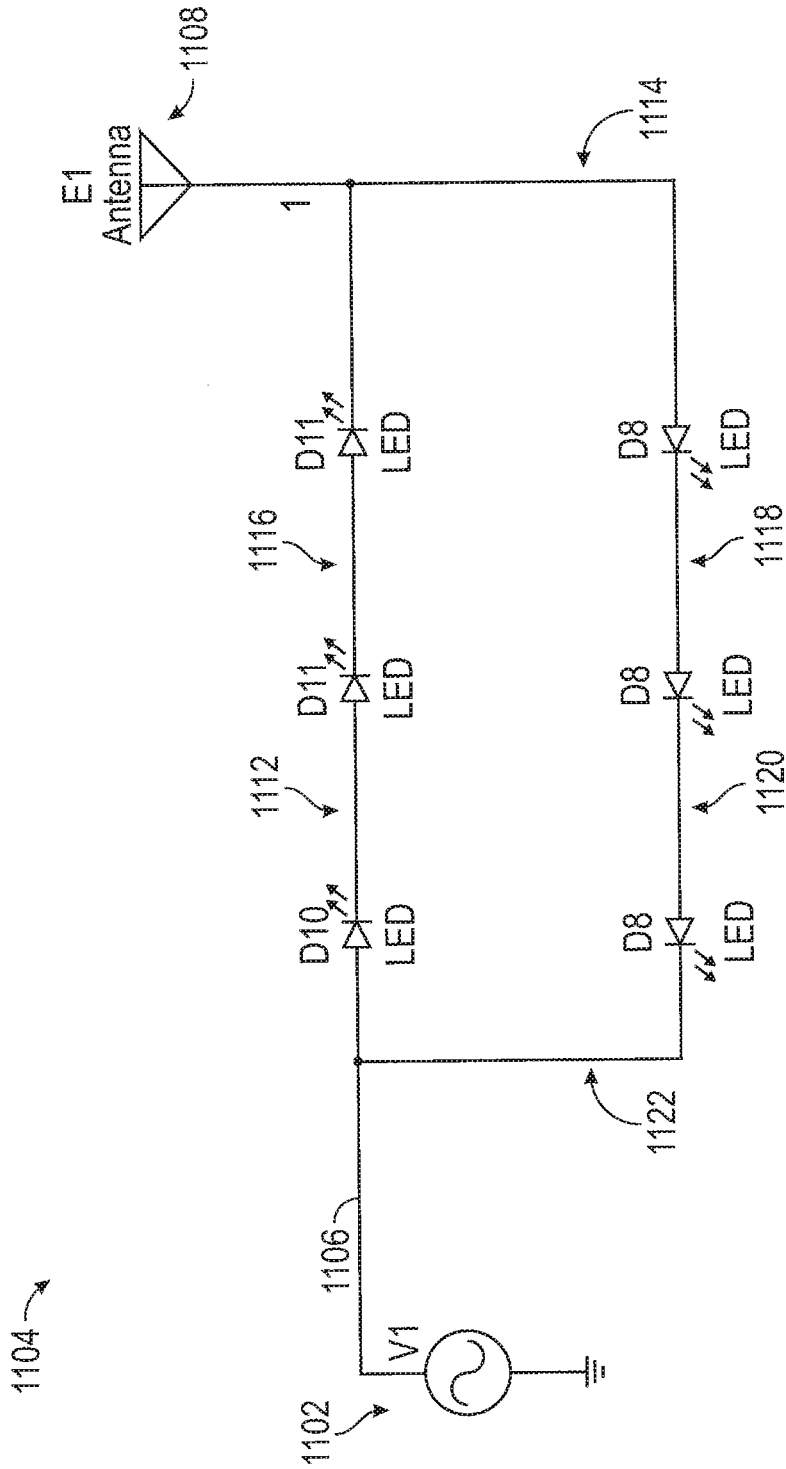 1104
1102
V1
1106
D10
LED
1112
D11
LED
1116
D11
LED
1
E1
Antenna
1108
1122
D8
LED
1120
D8
LED
1118
D8
LED
1114